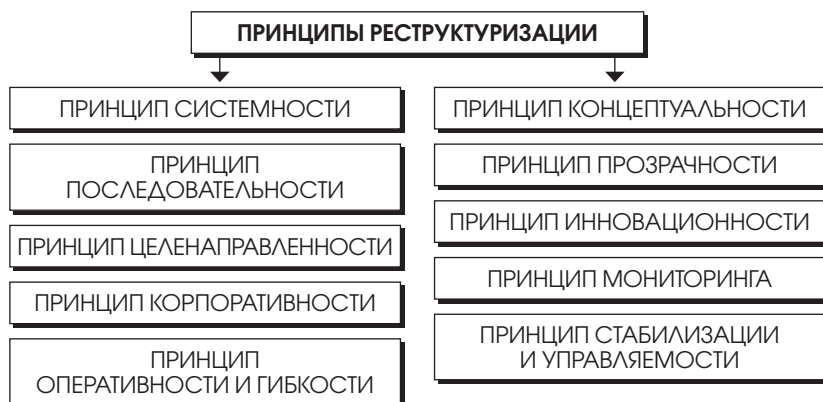 ПРИНЦИПЫ РЕСТРУКТУРИЗАЦИИ
ПРИНЦИП СИСТЕМНОСТИ
ПРИНЦИП
ПОСЛЕДОВАТЕЛЬНОСТИ
ПРИНЦИП ЦЕЛЕНАПРАВЛЕННОСТИ
ПРИНЦИП КОРПОРАТИВНОСТИ
ПРИНЦИП
ОПЕРАТИВНОСТИ И ГИБКОСТИ
ПРИНЦИП КОНЦЕПТУАЛЬНОСТИ
ПРИНЦИП ПРОЗРАЧНОСТИ
ПРИНЦИП ИННОВАЦИОННОСТИ
ПРИНЦИП МОНИТОРИНГА
ПРИНЦИП СТАБИЛИЗАЦИИ
И УПРАВЛЯЕМОСТИ